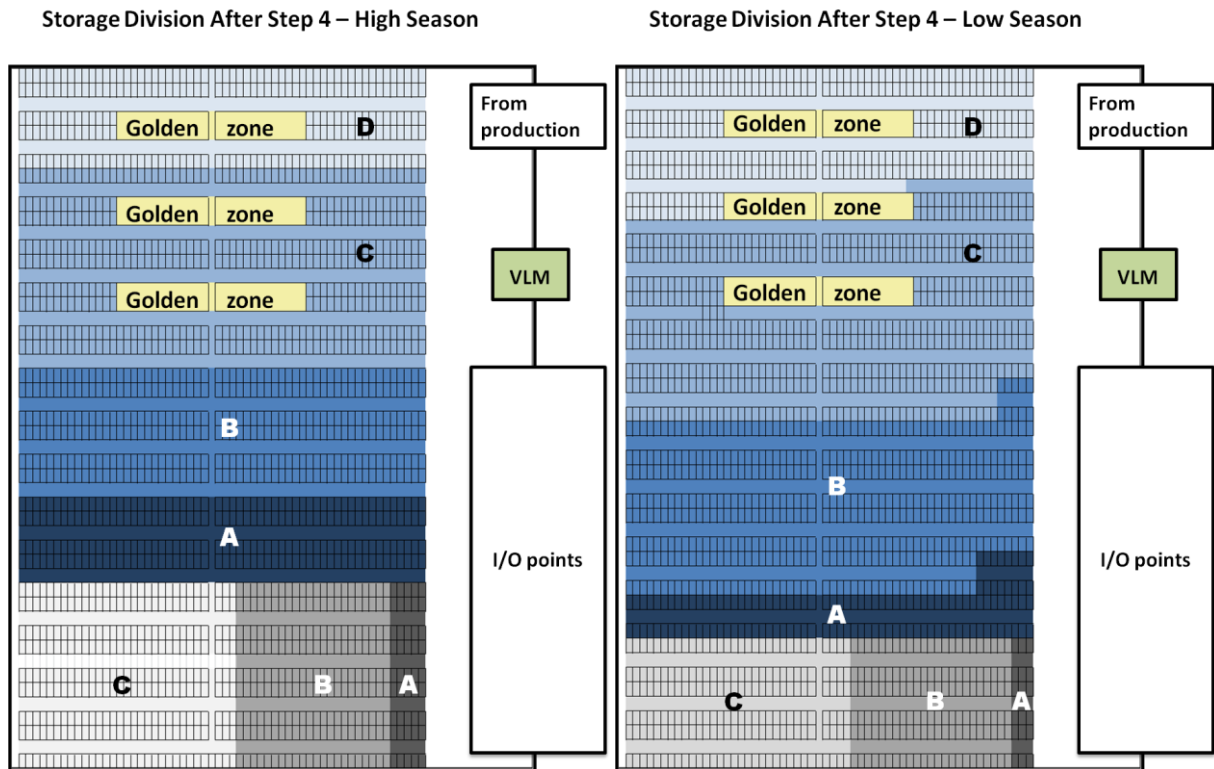 Storage Division After Step 4 – High Season
Golden zone D
Golden zone
C
Golden zone
B
A
C B A
From
production
VLM
I/O points
Storage Division After Step 4 – Low Season
Golden zone D
Golden zone
C
Golden zone
B
A
C B A
From
production
VLM
I/O points